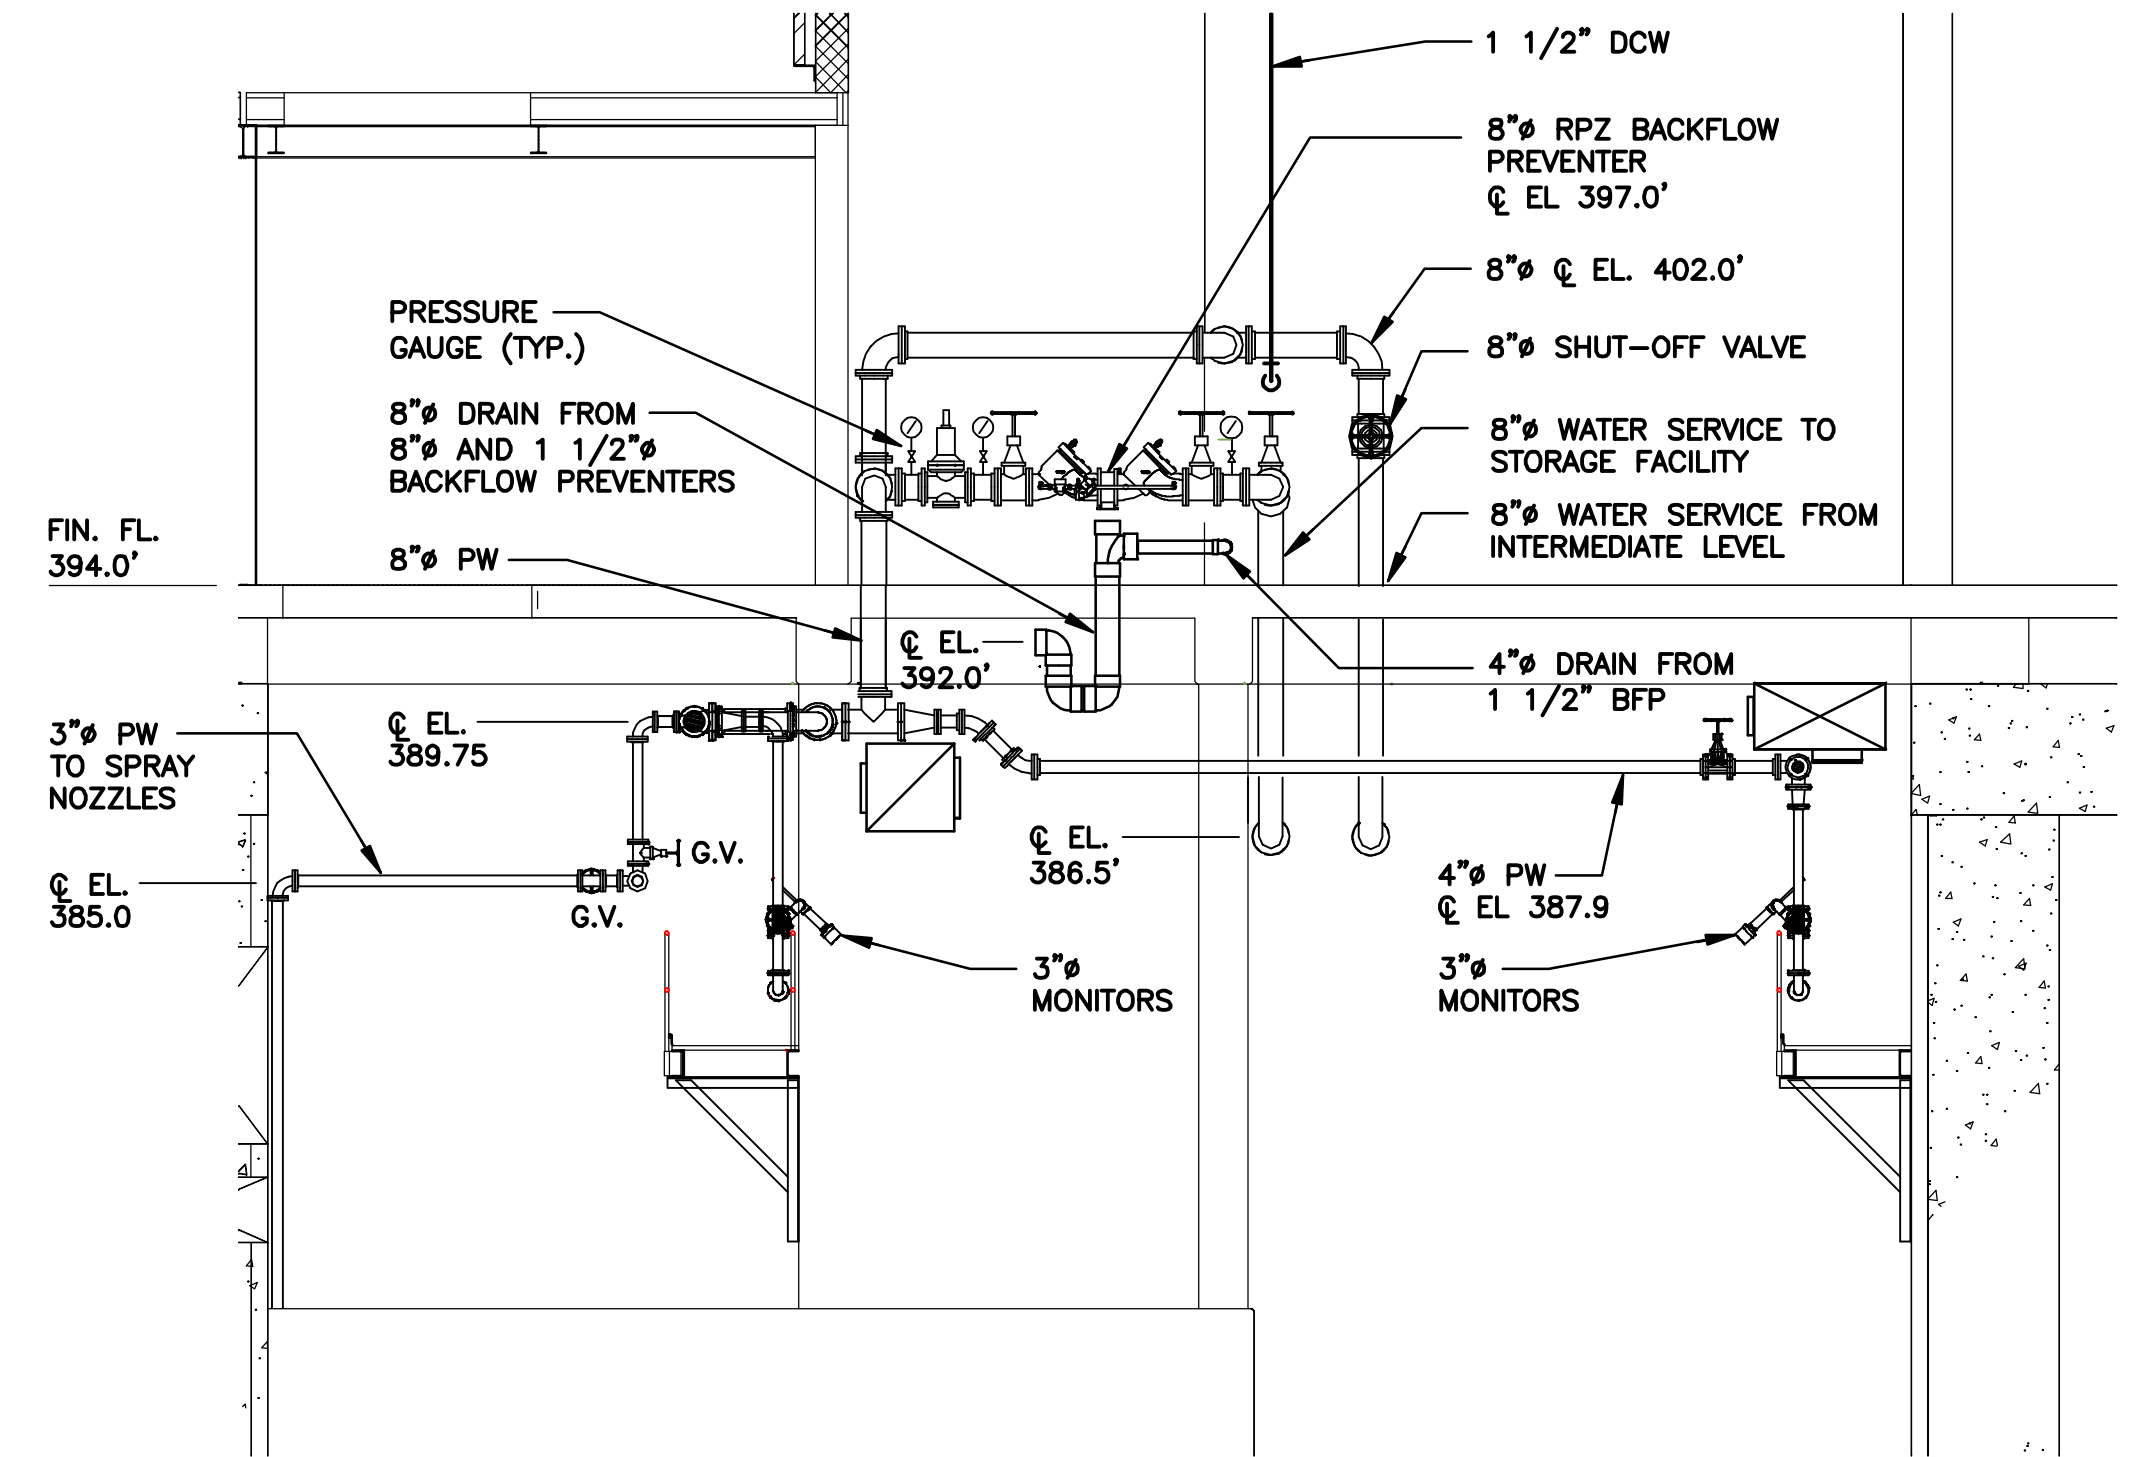 1 1/2" DCW
8"ø RPZ BACKFLOW
PREVENTER
℄ EL 397.0'
8"ø ℄ EL. 402.0'
PRESSURE
GAUGE (TYP.)
8"ø SHUT-OFF VALVE
8"ø DRAIN FROM
8"ø AND 1 1/2"ø
BACKFLOW PREVENTERS
8"ø WATER SERVICE TO
STORAGE FACILITY
FIN. FL.
394.0'
8"ø WATER SERVICE FROM
INTERMEDIATE LEVEL
8"ø PW
℄ EL.
392.0'
4"ø DRAIN FROM
1 1/2" BFP
3"ø PW
TO SPRAY
NOZZLES
℄ EL.
389.75
G.V.
℄ EL.
386.5'
℄ EL.
385.0
G.V.
4"ø PW
℄ EL 387.9
3"ø
MONITORS
3"ø
MONITORS